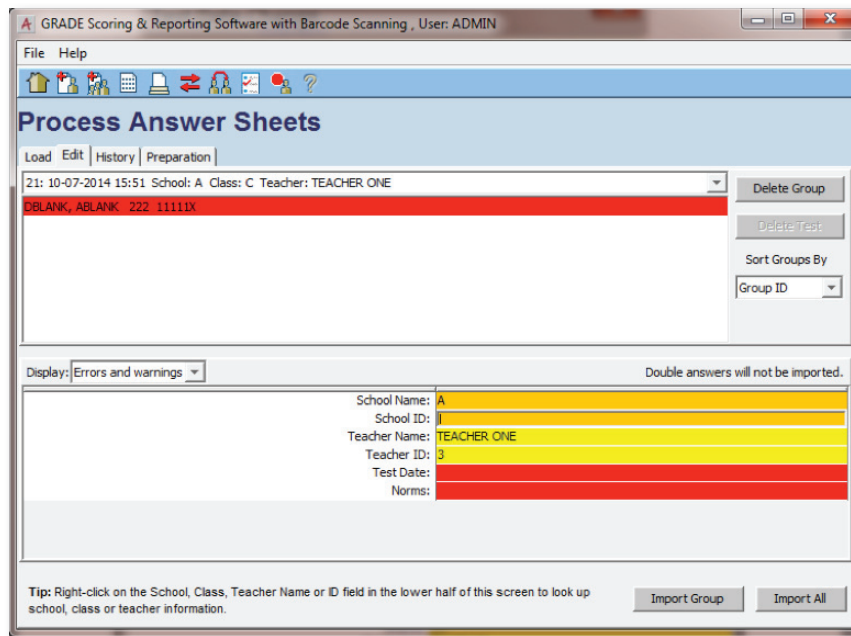 GRADE Scoring & Reporting Software with Barcode Scanning , User: ADMIN
File Help
Process Answer Sheets
Load Edit History Preparation
21: 10-07-2014 15:51 School: A Class: C Teacher: TEACHER ONE
Delete Group
DBLANK, ABLANK 222 11111X
Delete Test
Sort Groups By
Group ID
Display: Errors and warnings
Double answers will not be imported.
School Name: A
School ID:
Teacher Name: TEACHER ONE
Teacher ID: 3
Test Date:
Norms:
Tip: Right-click on the School, Class, Teacher Name or ID field in the lower half of this screen to look up
school, class or teacher information.
Import Group Import All